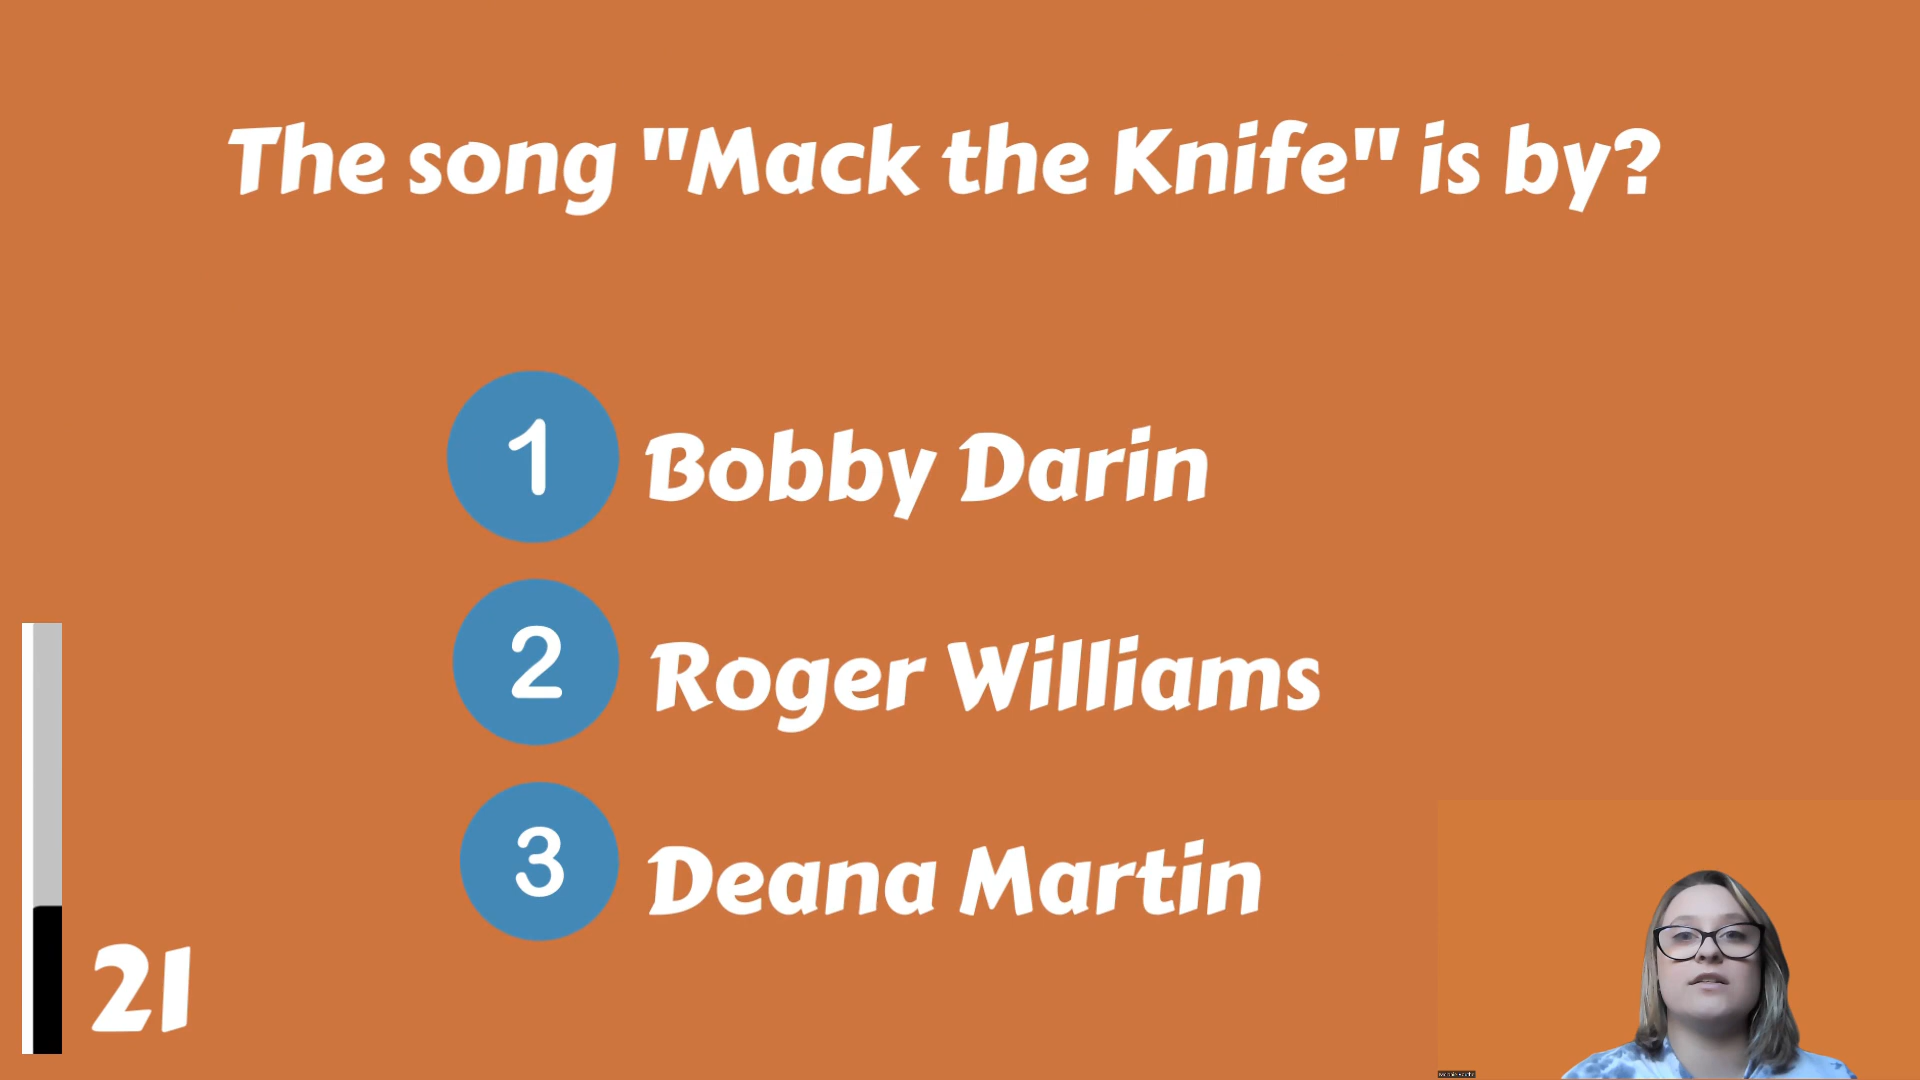 The song "Mack the Knife" is by?
1 Bobby Darin
2 Roger Williams
3 Deana Martin
21